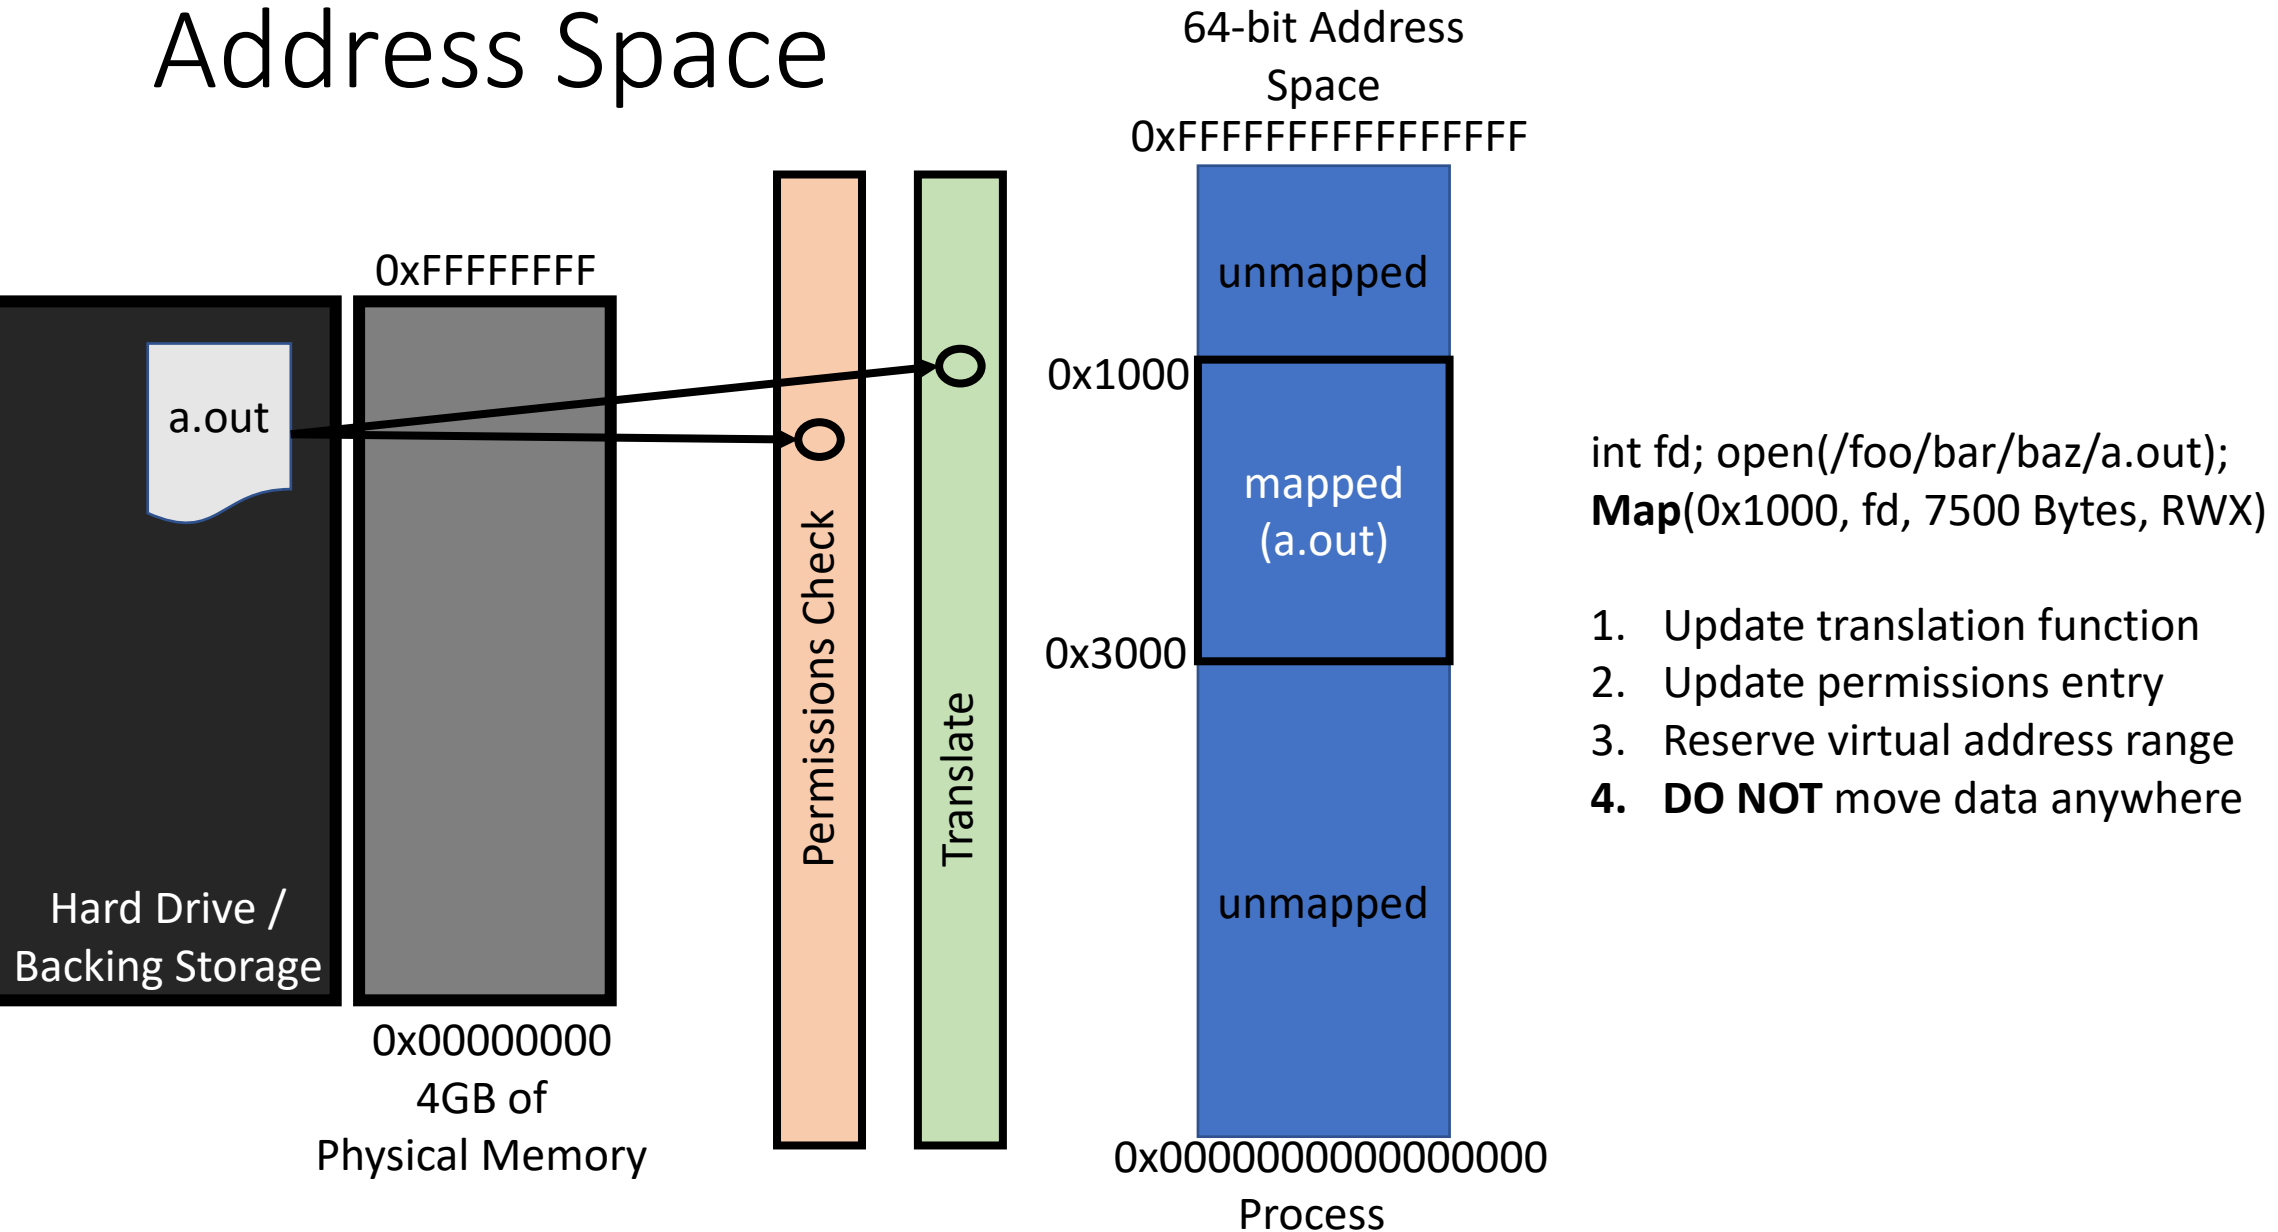 Address Space
64-bit Address
Space
0xFFFFFFFFFFFFFFFF
0xFFFFFFFF
a.out
Hard Drive /
Backing Storage
0x00000000
4GB of
Physical Memory
Permissions Check
Translate
unmapped
0x1000
mapped
(a.out)
0x3000
unmapped
0x0000000000000000
Process
int fd; open(/foo/bar/baz/a.out);
Map(0x1000, fd, 7500 Bytes, RWX)
1. Update translation function
2. Update permissions entry
3. Reserve virtual address range
4. DO NOT move data anywhere